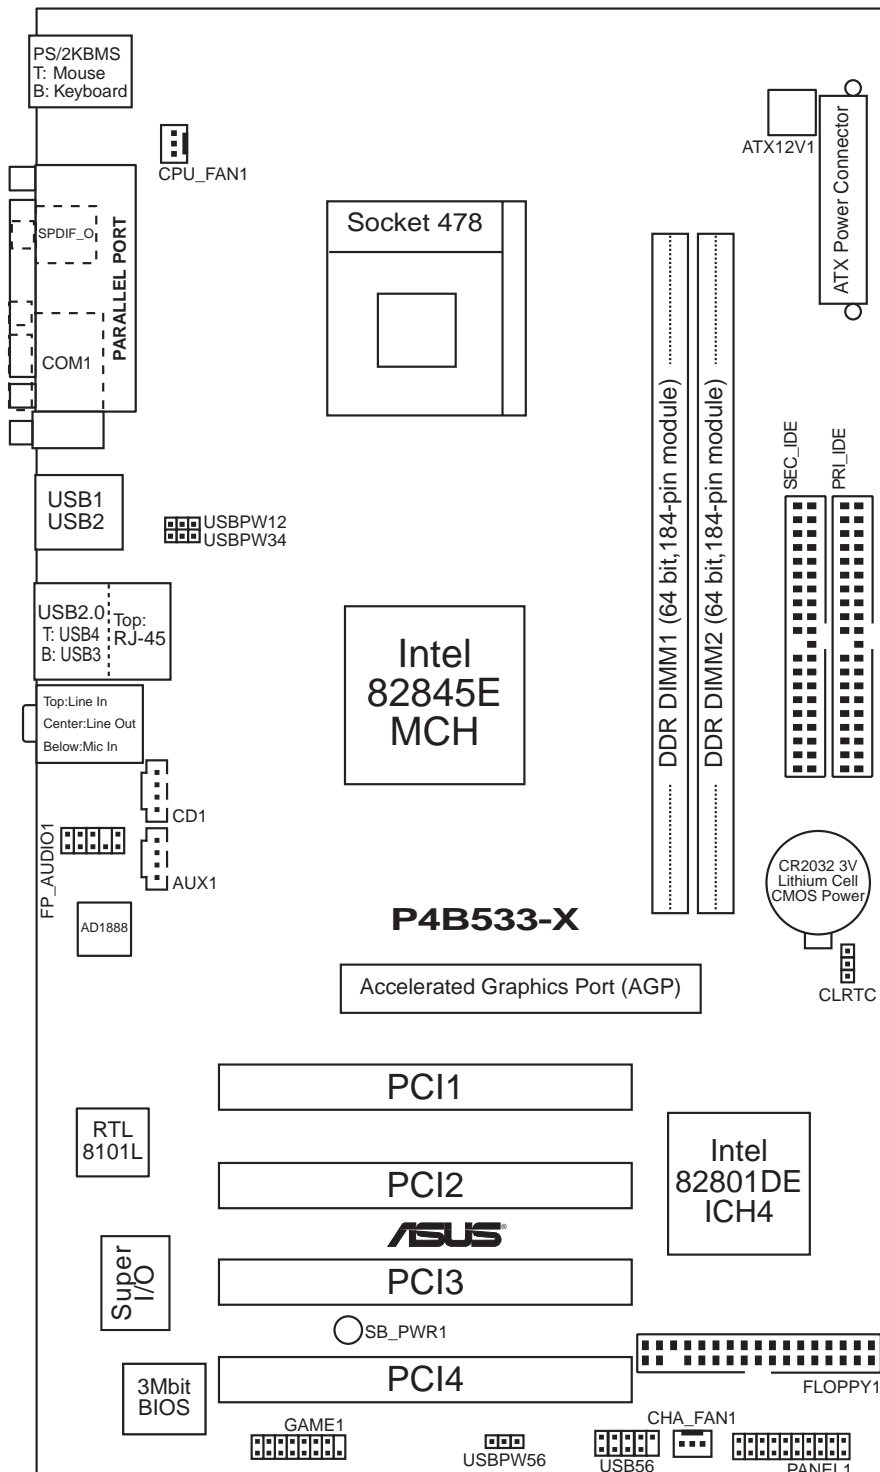 PS/2KBMS
T: Mouse
B: Keyboard
CPU_FAN1
ATX12V1
ATX Power Connector
Socket 478
SPDIF_O
PARALLEL PORT
COM1
DDR DIMM1 (64 bit,184-pin module)
DDR DIMM2 (64 bit,184-pin module)
SEC_IDE
PRI_IDE
USB1
USB2
USBPW12
USBPW34
USB2.0
T: USB4
B: USB3
Top:
RJ-45
Intel
82845E
MCH
Top:Line In
Center:Line Out
Below:Mic In
CD1
FP_AUDIO1
AUX1
AD1888
CR2032 3V
Lithium Cell
CMOS Power
P4B533-X
CLRTC
Accelerated Graphics Port (AGP)
PCI1
RTL
8101L
PCI2
Intel
82801DE
ICH4
ASUS®
Super
I/O
PCI3
SB_PWR1
3Mbit
BIOS
PCI4
FLOPPY1
GAME1
USBPW56
USB56
CHA_FAN1
PANEL1